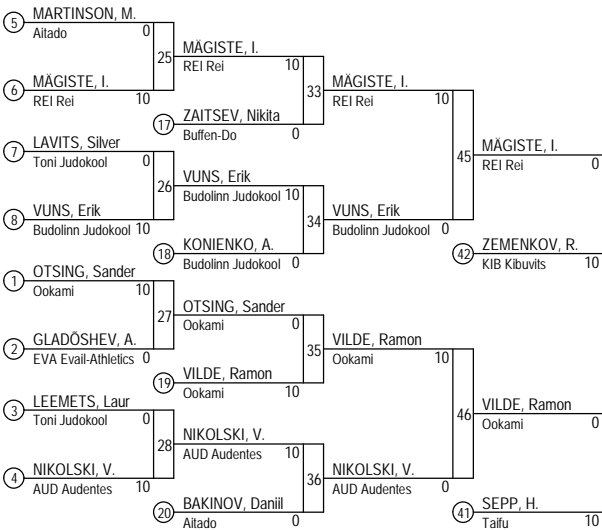 5 MARTINSON, M.
Aitado 0
25 MÄGISTE, I.
REI Rei 10
6 MÄGISTE, I.
REI Rei 10
33 MÄGISTE, I.
REI Rei 10
17 ZAITSEV, Nikita
Buffen-Do 0
7 LAVITS, Silver
Toni Judokool 0
45 MÄGISTE, I.
REI Rei 0
26 VUNS, Erik
Budolinn Judokool 10
8 VUNS, Erik
Budolinn Judokool 10
34 VUNS, Erik
Budolinn Judokool 0
18 KONIENKO, A.
Budolinn Judokool 0
42 ZEMENKOV, R.
KIB Kibuvits 10
1 OTSING, Sander
Ookami 10
27 OTSING, Sander
Ookami 0
2 GLADÕSHEV, A.
EVA Evail-Athletics 0
35 VILDE, Ramon
Ookami 10
19 VILDE, Ramon
Ookami 10
3 LEEMETS, Laur
Toni Judokool 0
46 VILDE, Ramon
Ookami 0
28 NIKOLSKI, V.
AUD Audentes 10
4 NIKOLSKI, V.
AUD Audentes 10
36 NIKOLSKI, V.
AUD Audentes 0
20 BAKINOV, Daniil
Aitado 0
41 SEPP, H.
Taifu 10